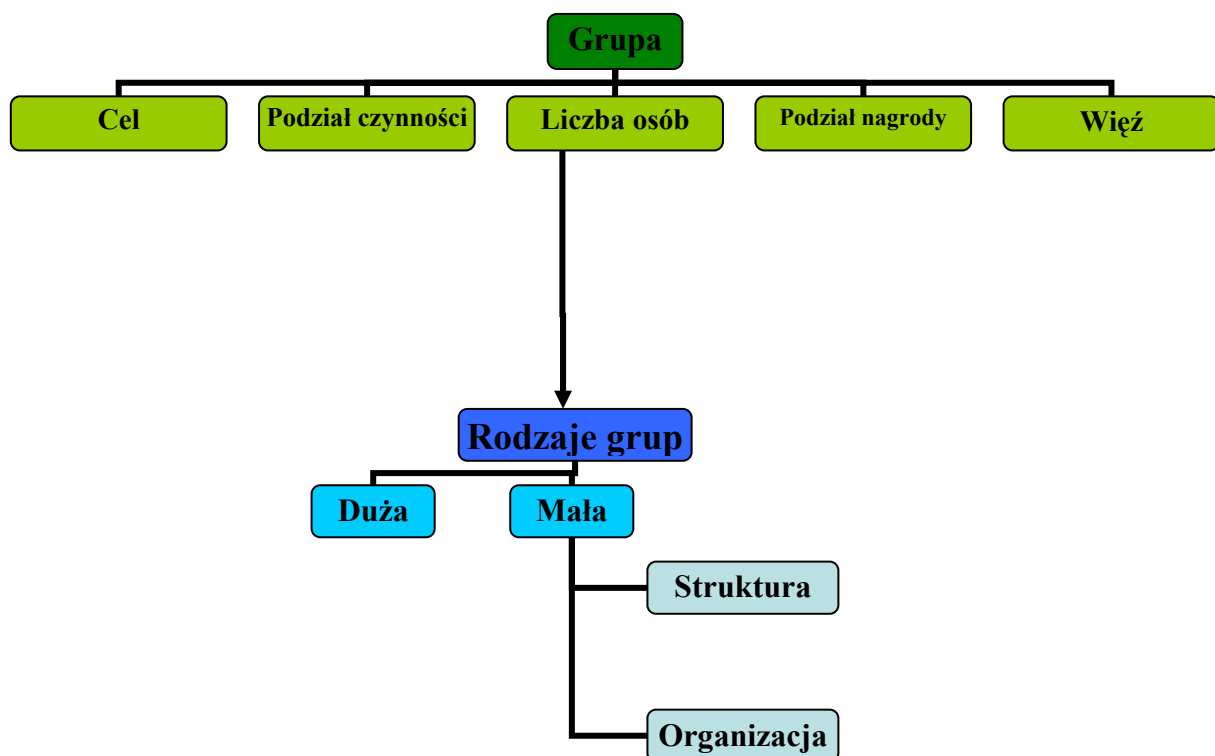 Grupa
Cel
Podział czynności
Liczba osób
Podział nagrody
Więź
Rodzaje grup
Duża
Mała
Struktura
Organizacja